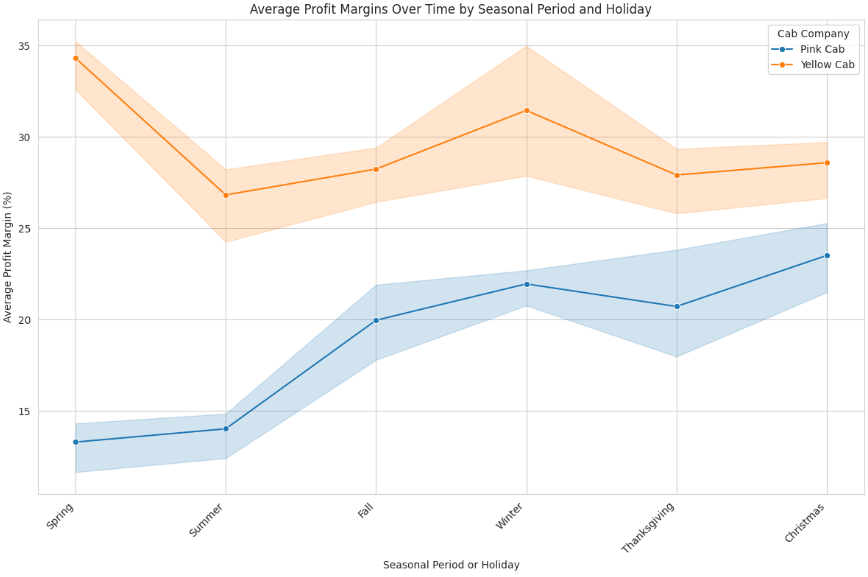 Average Profit Margins Over Time by Seasonal Period and Holiday
Cab Company
Pink Cab
Yellow Cab
Average Profit Margin (%)
35
30
25
20
15
Spring
Summer
Fall
Winter
Thanksgiving
Christmas
Seasonal Period or Holiday